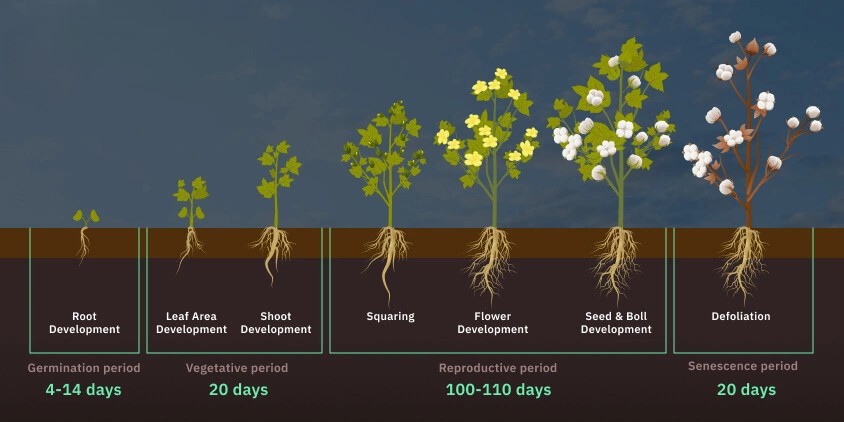 Root
Development
Leaf Area
Development
Shoot
Development
Squaring
Flower
Development
Seed & Boll
Development
Defoliation
Germination period
4-14 days
Vegetative period
20 days
Reproductive period
100-110 days
Senescence period
20 days